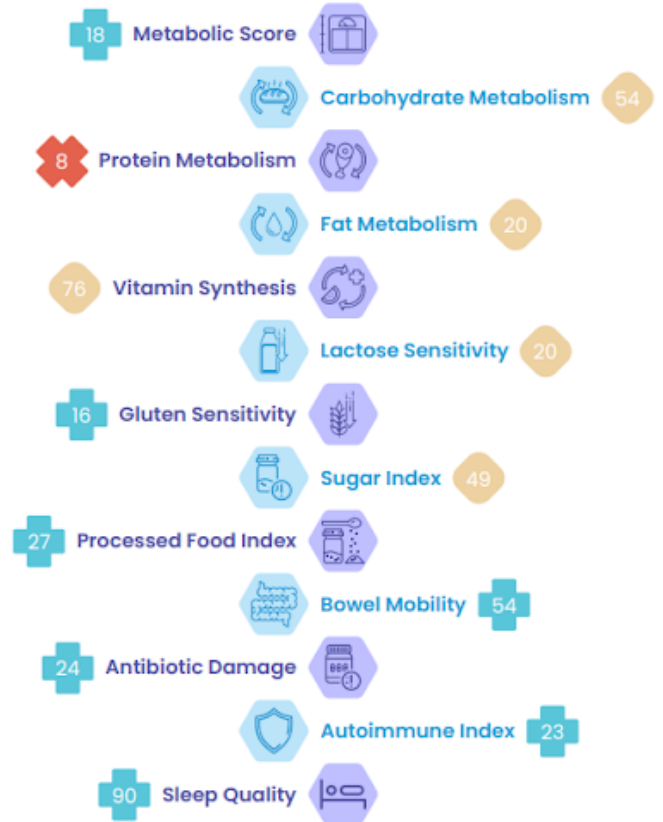 18 Metabolic Score
Carbohydrate Metabolism 54
8 Protein Metabolism
Fat Metabolism 20
76 Vitamin Synthesis
Lactose Sensitivity 20
16 Gluten Sensitivity
Sugar Index 49
27 Processed Food Index
Bowel Mobility 54
24 Antibiotic Damage
Autoimmune Index 23
90 Sleep Quality